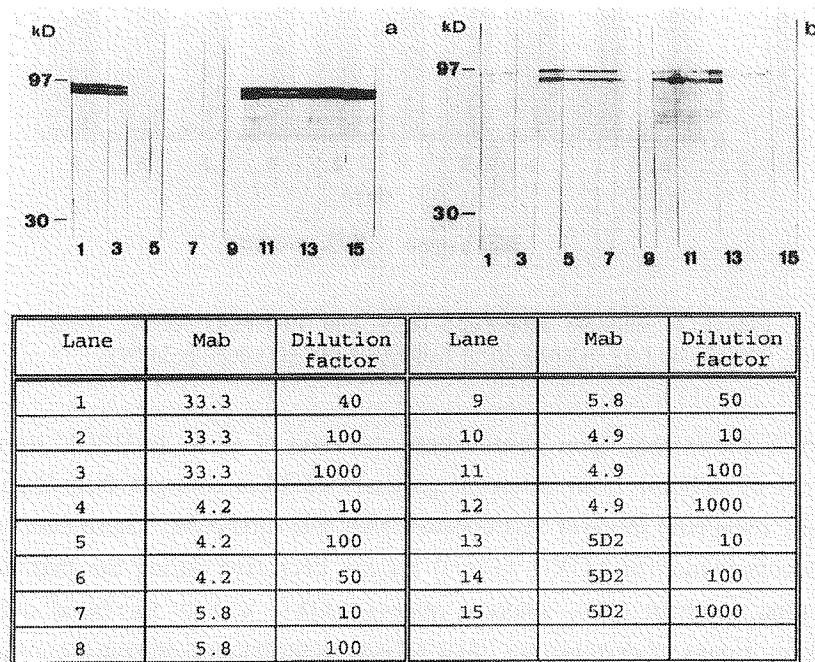 kD a
97
30
1 3 5 7 9 11 13 15
kD b
97
30
1 3 5 7 9 11 13 15
Lane Mab Dilution factor Lane Mab Dilution factor
1 33.3 40 9 5.8 50
2 33.3 100 10 4.9 10
3 33.3 1000 11 4.9 100
4 4.2 10 12 4.9 1000
5 4.2 100 13 5D2 10
6 4.2 50 14 5D2 100
7 5.8 10 15 5D2 1000
8 5.8 100